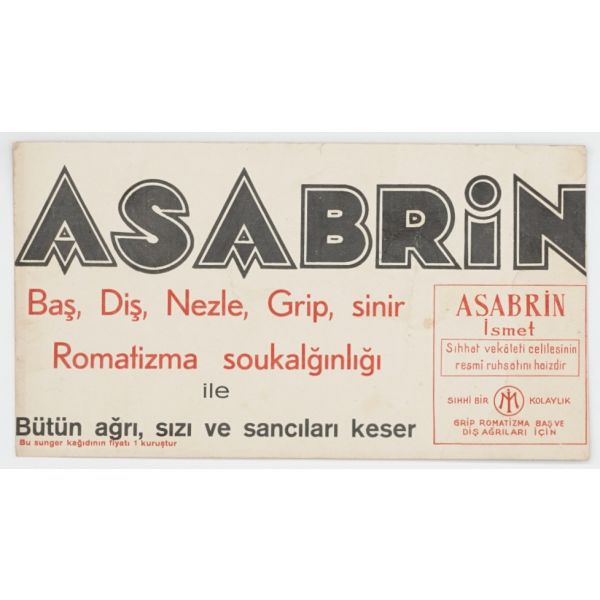 ASABRiN
Baş, Diş, Nezle, Grip, sinir
Romatizma soukalğınlığı
ile
Bütün ağrı, sızı ve sancıları keser
Bu sunger kağıdının fiyatı 1 kuruştur
ASABRİN
İsmet
Sıhhat vekâleti celilesinin
resmi ruhsatını haizdir
SIHHİ BİR Mİ KOLAYLIK
GRİP ROMATİZMA BAŞ VE
DİŞ AĞRILARI İÇİN